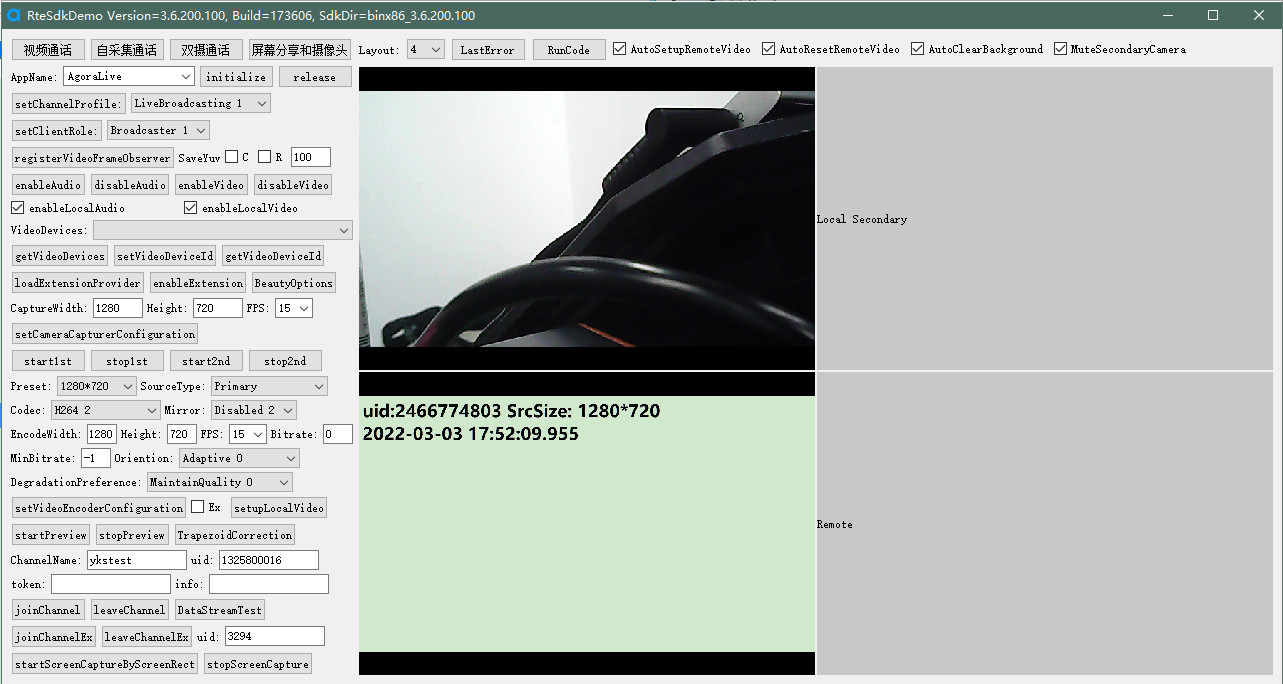 RteSdkDemo Version=3.6.200.100, Build=173606, SdkDir=binx86_3.6.200.100
视频通话 自采集通话 双摄通话 屏幕分享和摄像头 Layout: 4 LastError RunCode AutoSetupRemoteVideo AutoResetRemoteVideo AutoClearBackground MuteSecondaryCamera
AppName: AgoraLive initialize release
setChannelProfile: LiveBroadcasting 1
setClientRole: Broadcaster 1
registerVideoFrameObserver SaveYuv C R 100
enableAudio disableAudio enableVideo disableVideo
enableLocalAudio enableLocalVideo
VideoDevices:
getVideoDevices setVideoDeviceId getVideoDeviceId
loadExtensionProvider enableExtension BeautyOptions
CaptureWidth: 1280 Height: 720 FPS: 15
setCameraCapturerConfiguration
start1st stop1st start2nd stop2nd
Preset: 1280*720 SourceType: Primary
Codec: H264 2 Mirror: Disabled 2
EncodeWidth: 1280 Height: 720 FPS: 15 Bitrate: 0
MinBitrate: -1 Oriention: Adaptive 0
DegradationPreference: MaintainQuality 0
setVideoEncoderConfiguration Ex setupLocalVideo
startPreview stopPreview TrapezoidCorrection
ChannelName: ykstest uid: 1325800016
token: info:
joinChannel leaveChannel DataStreamTest
joinChannelEx leaveChannelEx uid: 3294
startScreenCaptureByScreenRect stopScreenCapture
Local Secondary
uid:2466774803 SrcSize: 1280*720
2022-03-03 17:52:09.955
Remote